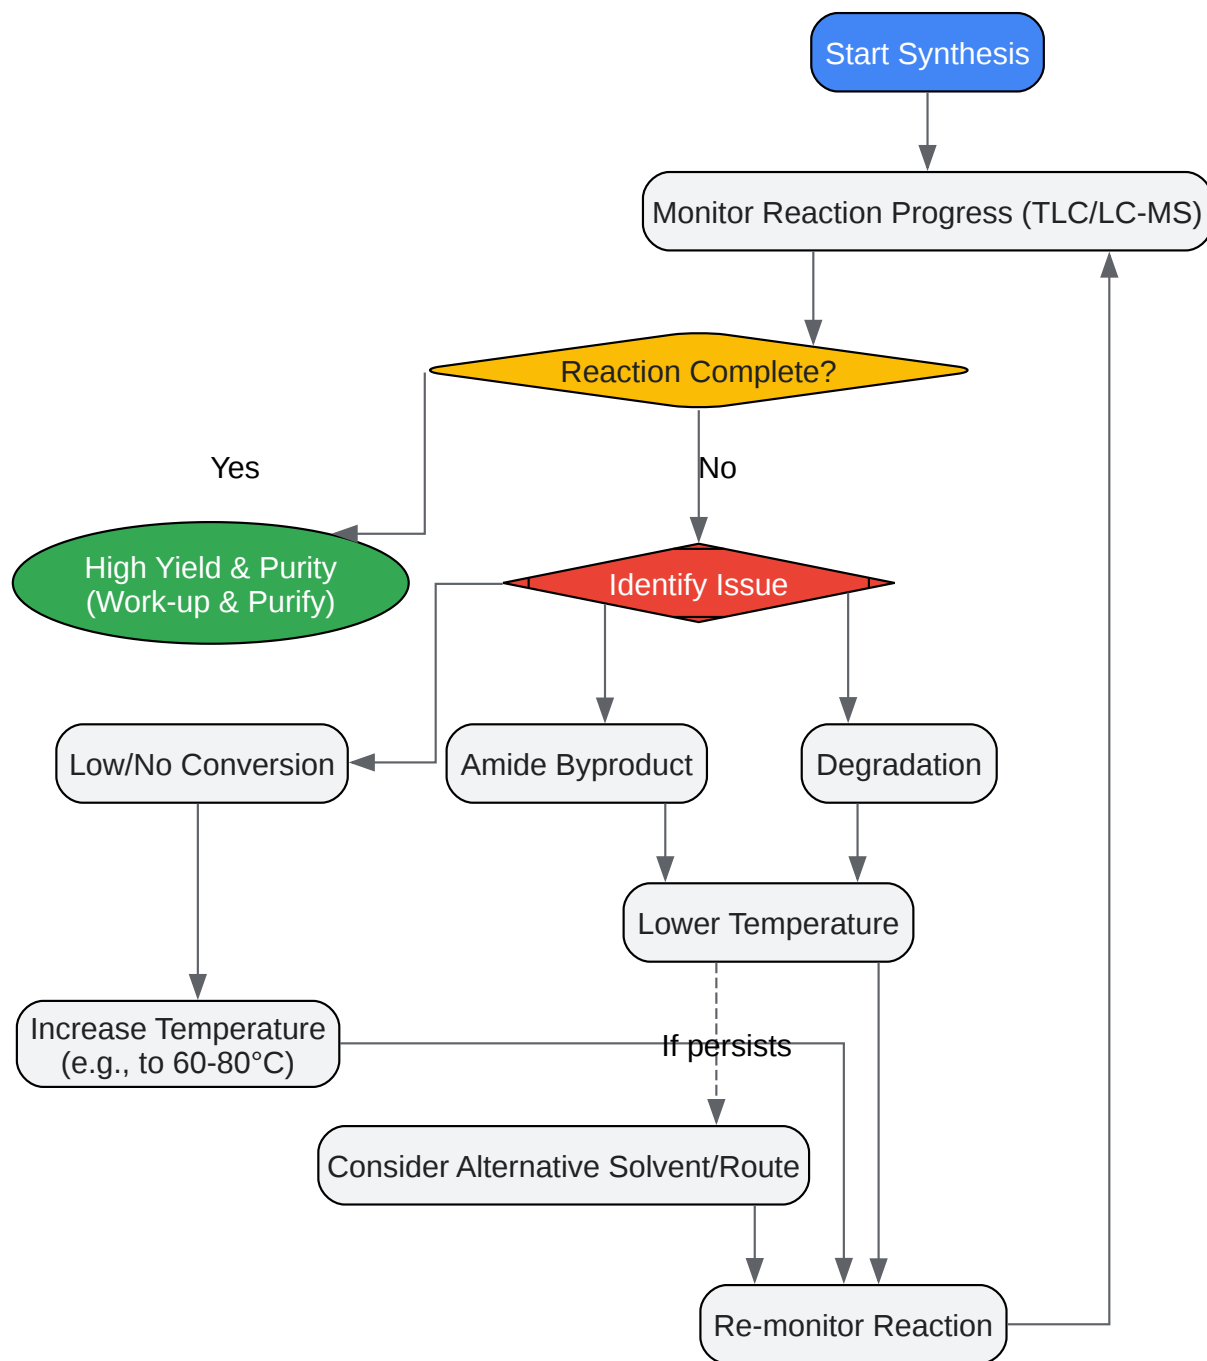 Start Synthesis
Monitor Reaction Progress (TLC/LC-MS)
Reaction Complete?
Yes
No
High Yield & Purity
(Work-up & Purify)
Identify Issue
Low/No Conversion
Amide Byproduct
Degradation
Lower Temperature
Increase Temperature
(e.g., to 60-80°C)
If persists
Consider Alternative Solvent/Route
Re-monitor Reaction